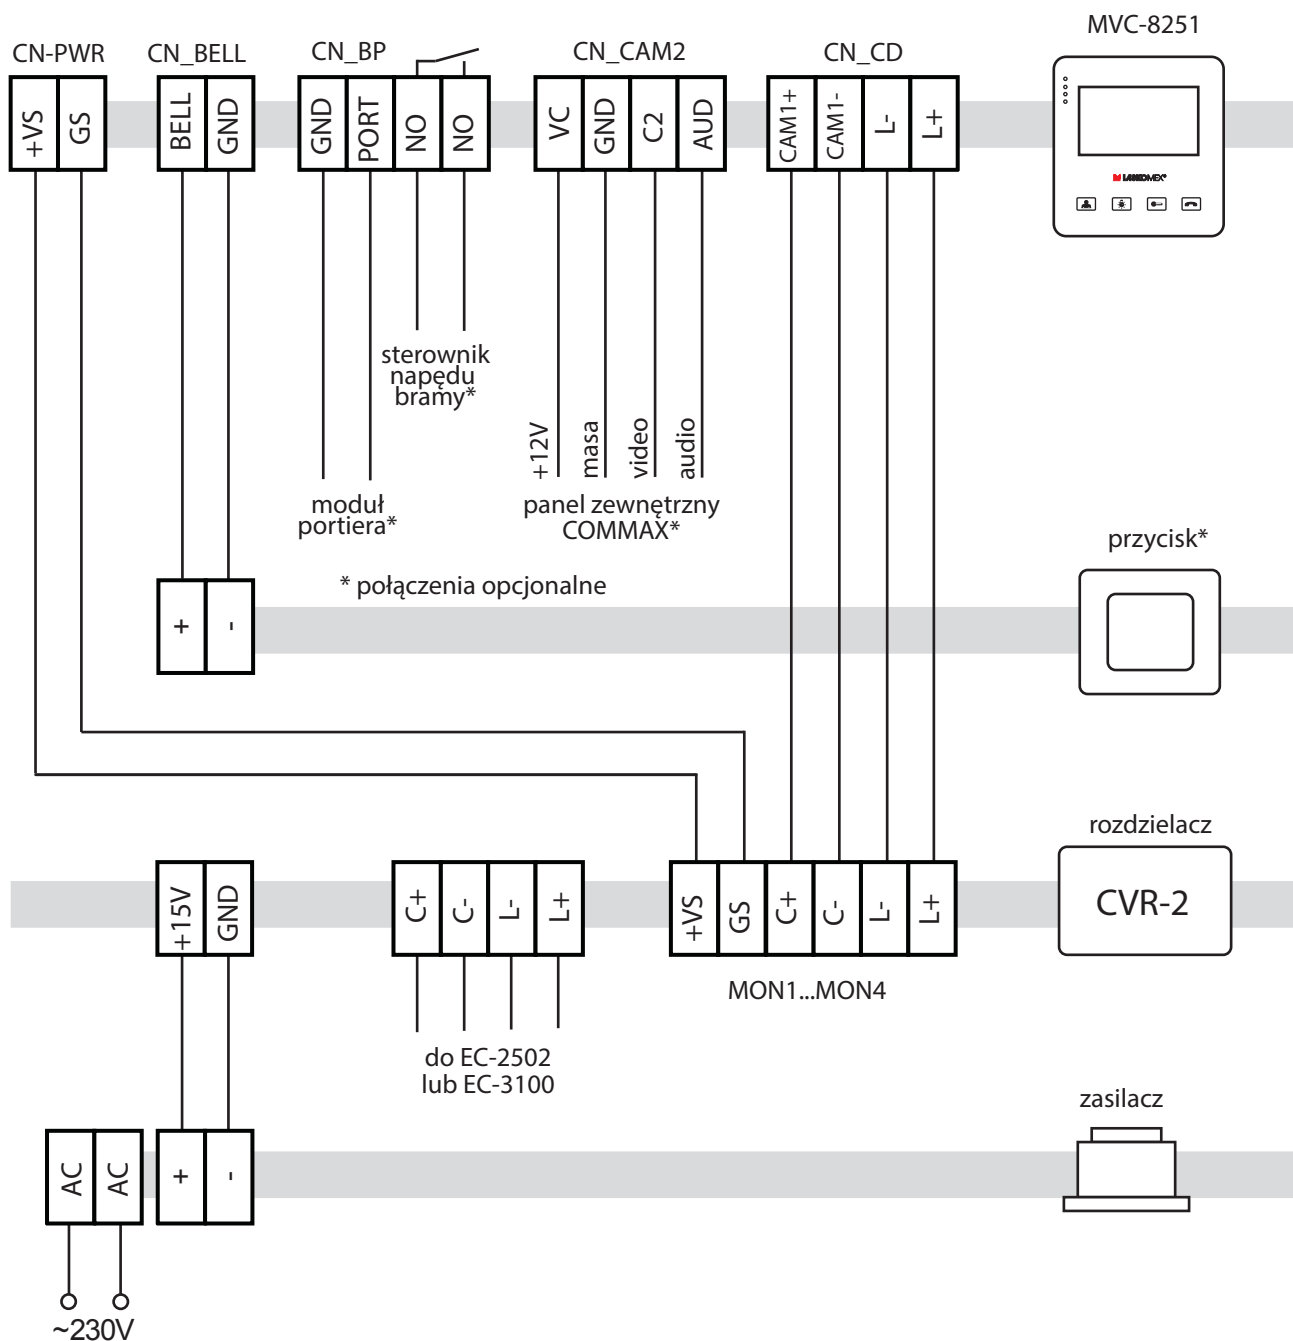 MVC-8251
CN-PWR
CN_BELL
CN_BP
CN_CAM2
CN_CD
+VS
GS
BELL
GND
GND
PORT
NO
NO
VC
GND
C2
AUD
CAM1+
CAM1-
L-
L+
LASKOMEX®
sterownik
napędu
bramy*
+12V
masa
video
audio
moduł
portiera*
panel zewnętrzny
COMMAX*
przycisk*
* połączenia opcjonalne
+
-
rozdzielacz
CVR-2
+15V
GND
C+
C-
L-
L+
+VS
GS
C+
C-
L-
L+
MON1...MON4
do EC-2502
lub EC-3100
zasilacz
AC
AC
+
-
~230V